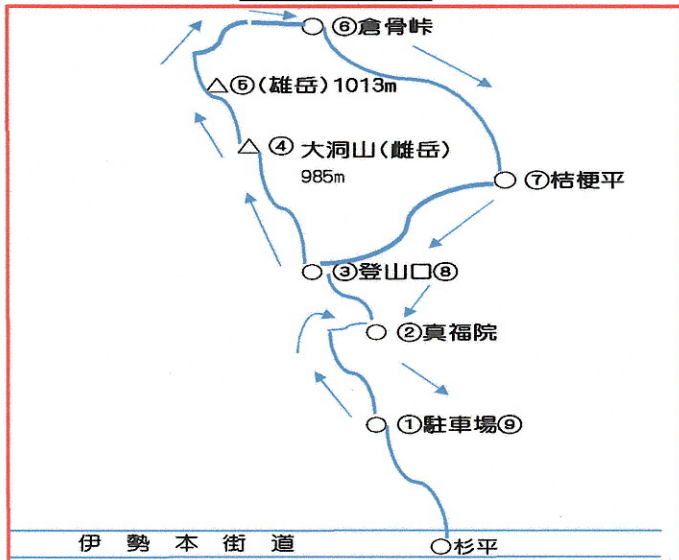 ⑥倉骨峠
⑤(雄岳)1013m
④ 大洞山(雌岳)
985m
⑦桔梗平
③登山口⑧
②真福院
①駐車場⑨
伊勢本街道
杉平